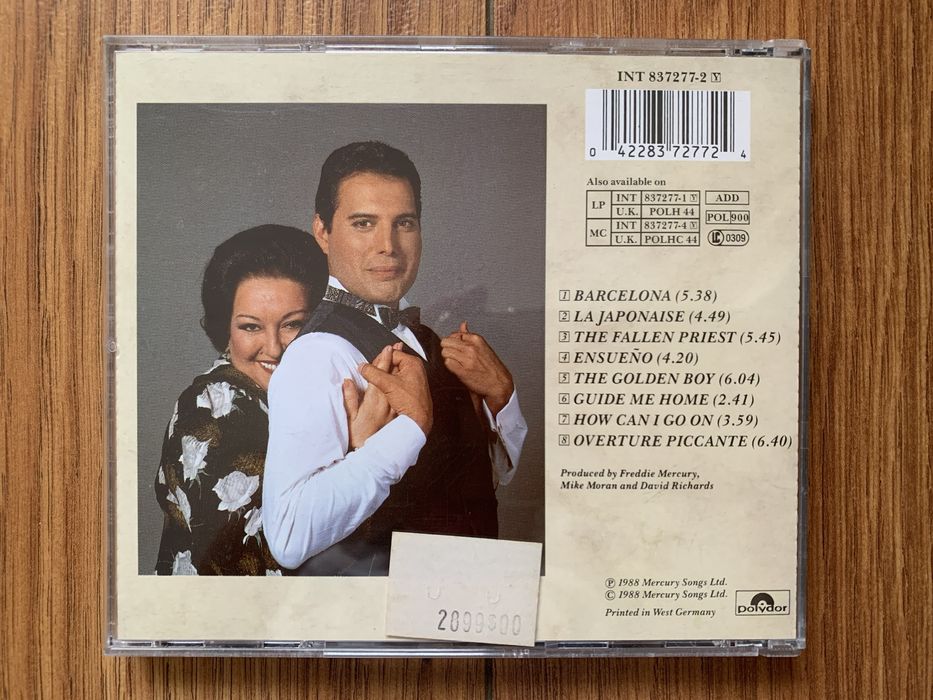 INT 837277-2 Y
0 42283 72772 4
Also available on
LP INT 837277-1 Y ADD
U.K. POLH 44 POL 900
MC INT 837277-4 Y LC 0309
U.K. POLHC 44
1 BARCELONA (5.38)
2 LA JAPONAISE (4.49)
3 THE FALLEN PRIEST (5.45)
4 ENSUEÑO (4.20)
5 THE GOLDEN BOY (6.04)
6 GUIDE ME HOME (2.41)
7 HOW CAN I GO ON (3.59)
8 OVERTURE PICCANTE (6.40)
Produced by Freddie Mercury,
Mike Moran and David Richards
℗ 1988 Mercury Songs Ltd.
© 1988 Mercury Songs Ltd.
Printed in West Germany
polydor
2899$00